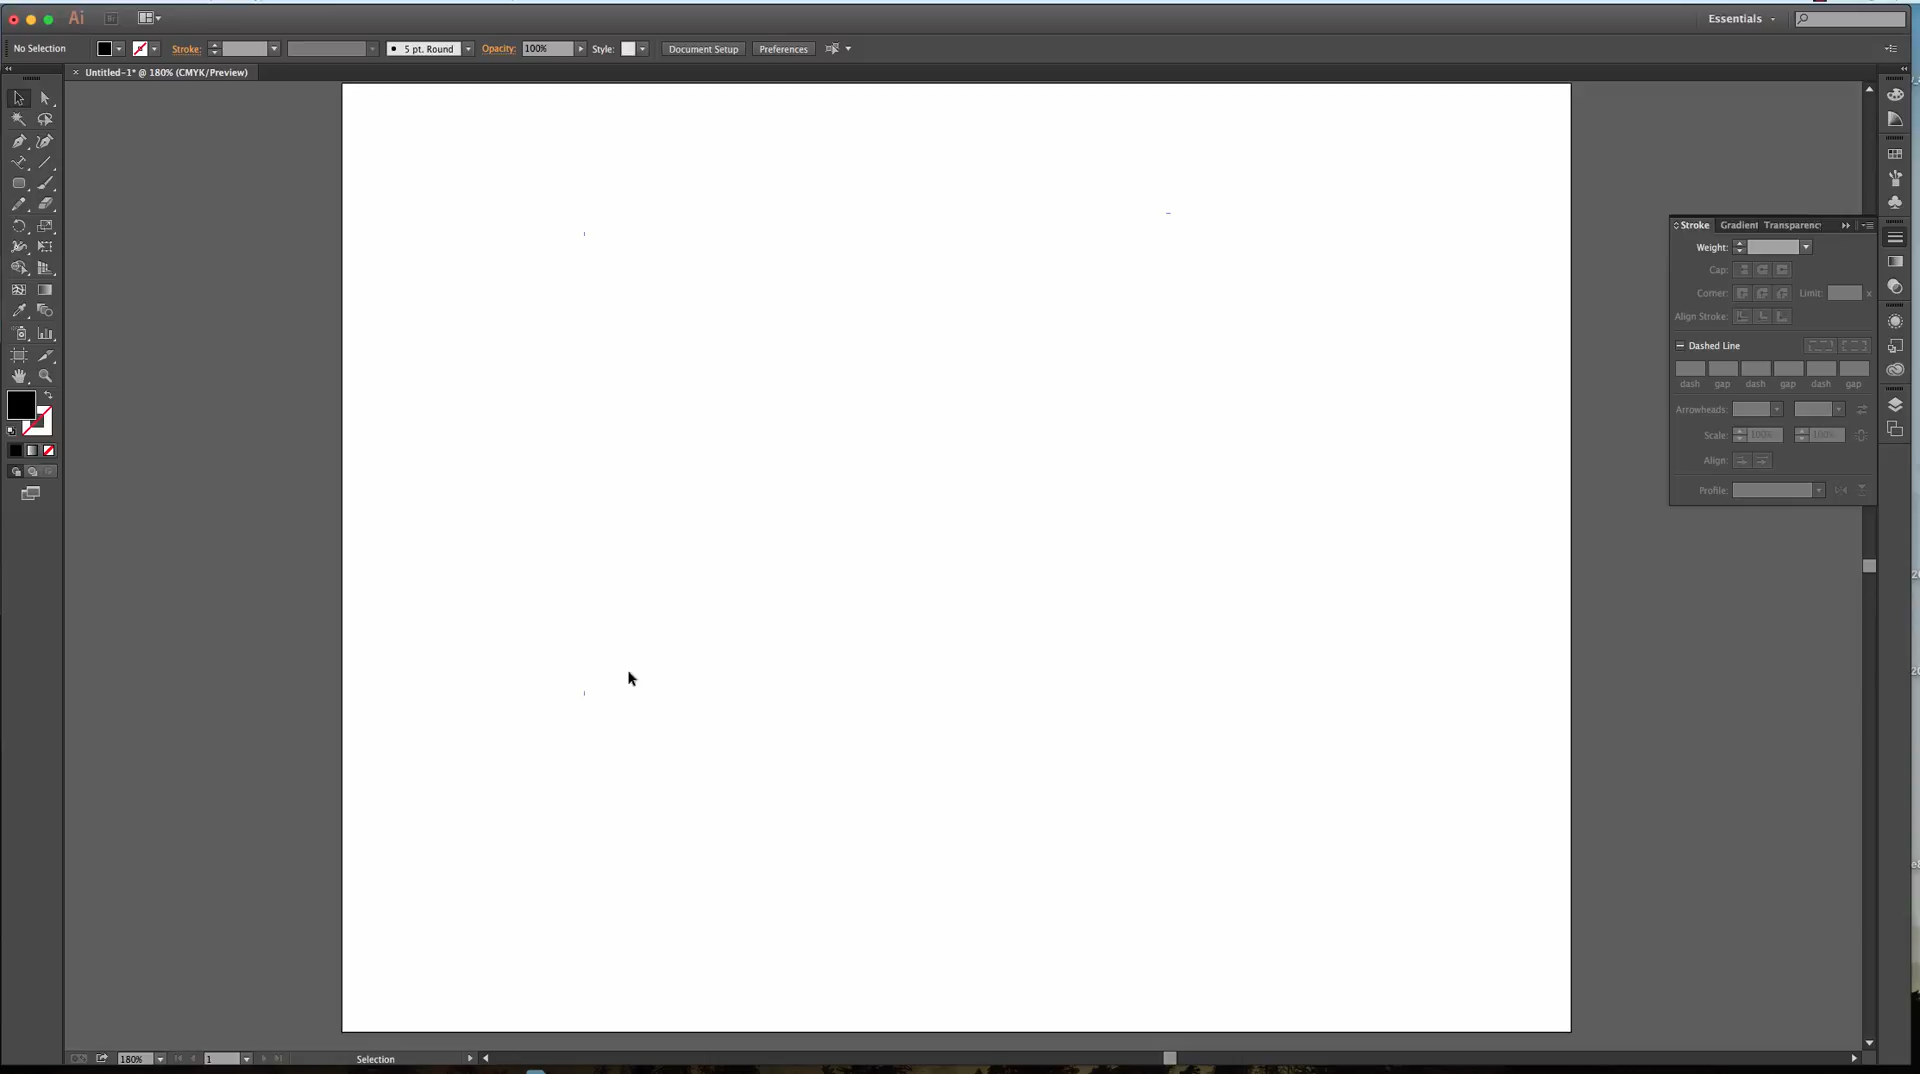 Ai Br Essentials
No Selection Stroke: 5 pt. Round Opacity: 100% Style: Document Setup Preferences
× Untitled-1* @ 180% (CMYK/Preview)
Stroke Gradient Transparency
Weight:
Cap:
Corner: Limit: x
Align Stroke:
Dashed Line
dash gap dash gap dash gap
Arrowheads:
Scale: 100% 100%
Align:
Profile:
180% 1 Selection